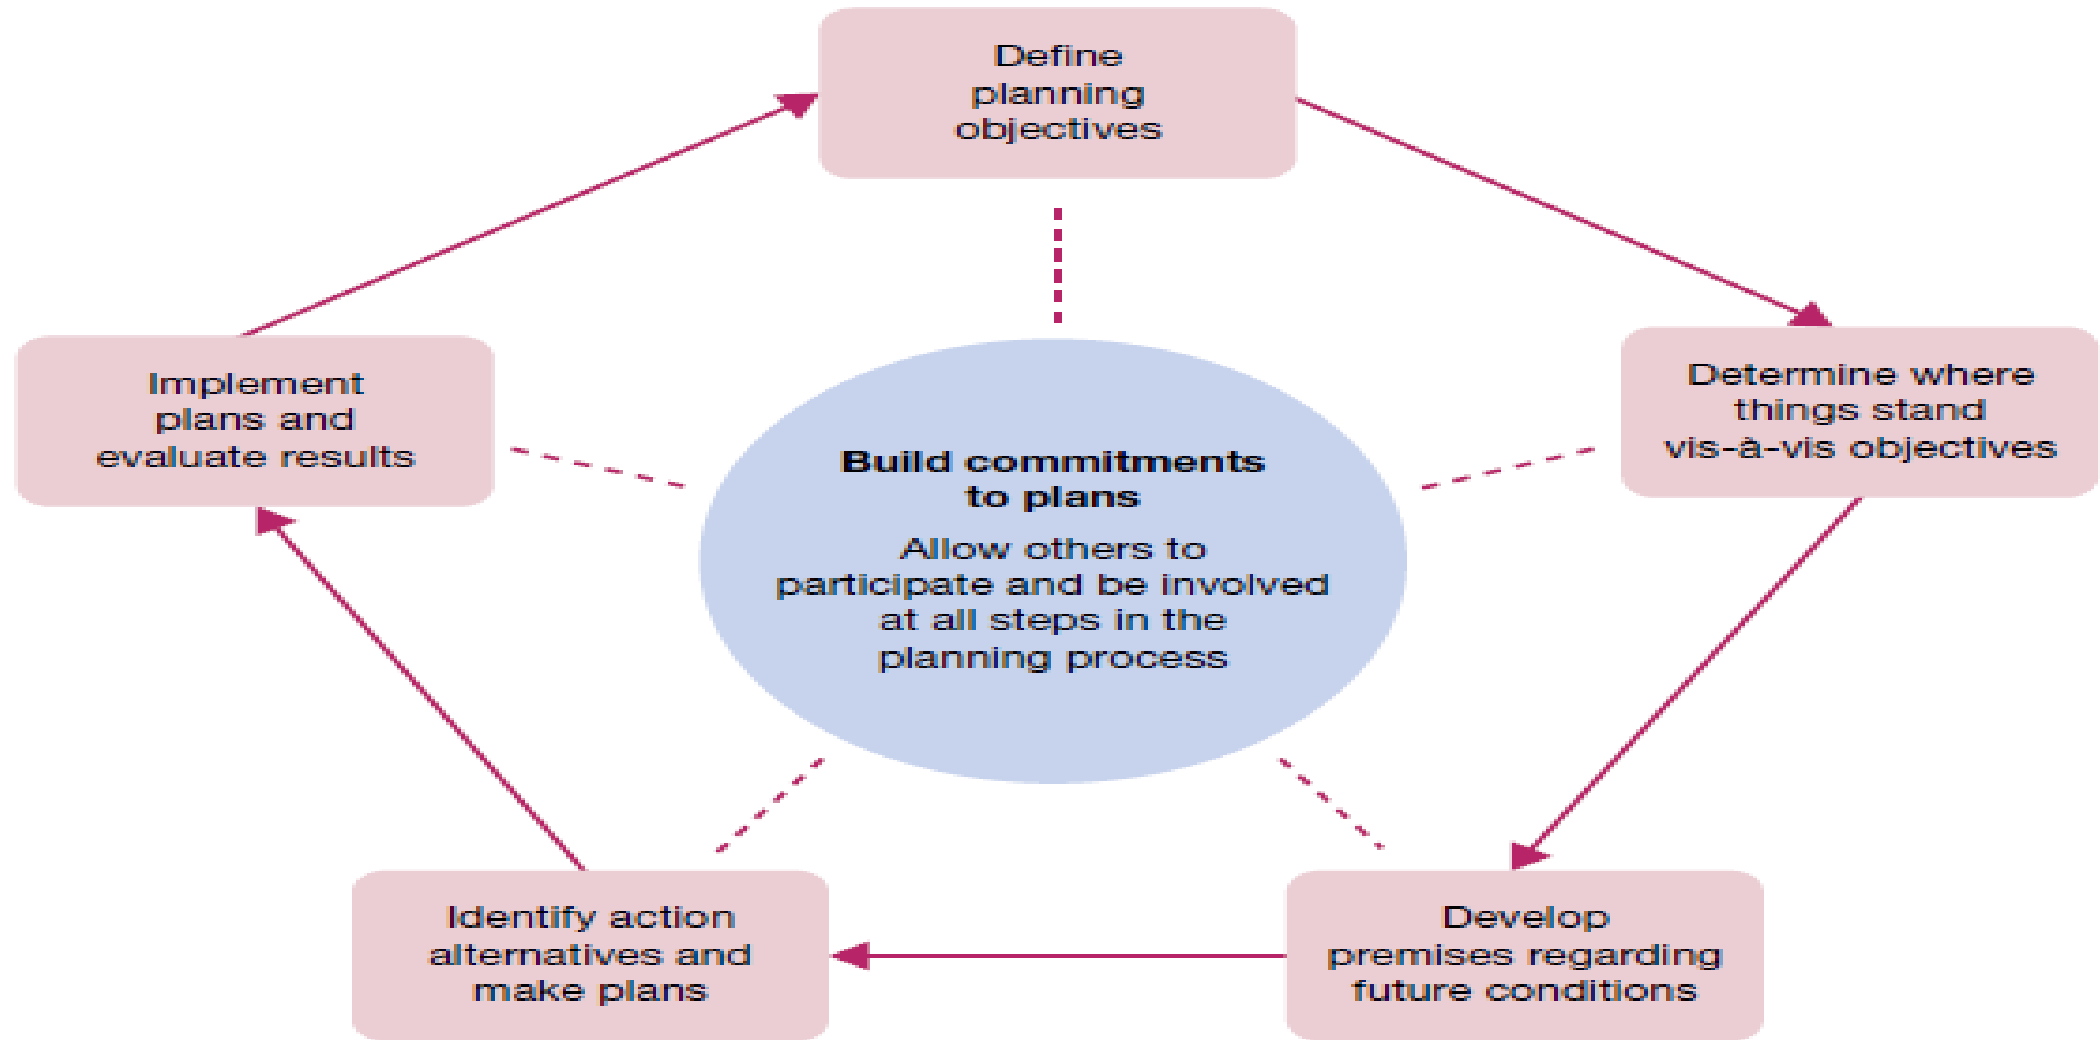 Define
planning
objectives
Determine where
things stand
vis-à-vis objectives
Develop
premises regarding
future conditions
Identify action
alternatives and
make plans
Implement
plans and
evaluate results
Build commitments
to plans
Allow others to
participate and be involved
at all steps in the
planning process